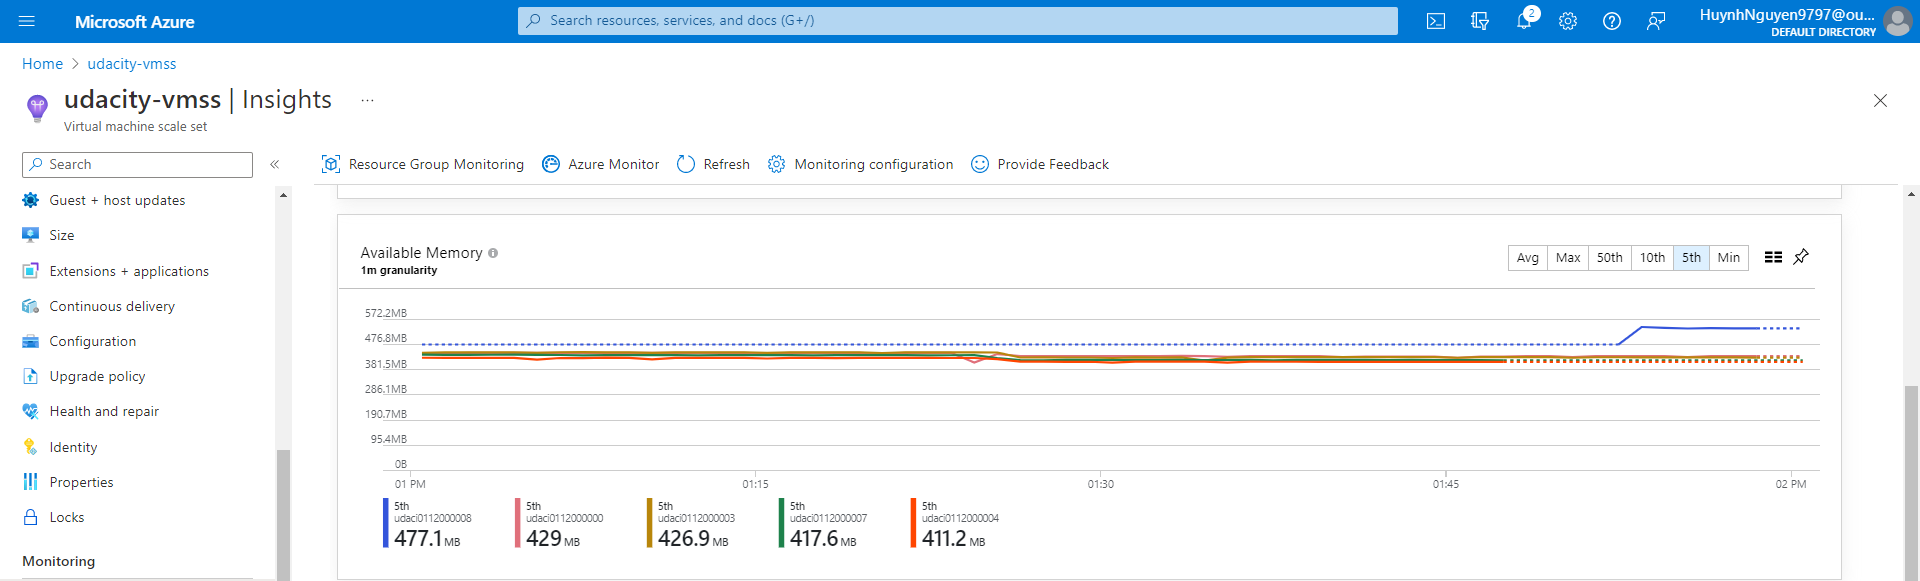 Microsoft Azure
Search resources, services, and docs (G+/)
2
HuynhNguyen9797@ou...
DEFAULT DIRECTORY
Home > udacity-vmss
udacity-vmss | Insights ...
Virtual machine scale set
Search
«
Resource Group Monitoring
Azure Monitor
Refresh
Monitoring configuration
Provide Feedback
Guest + host updates
Size
Extensions + applications
Continuous delivery
Configuration
Upgrade policy
Health and repair
Identity
Properties
Locks
Monitoring
Available Memory
1m granularity
Avg Max 50th 10th 5th Min
572.2MB
476.8MB
381.5MB
286.1MB
190.7MB
95.4MB
0B
01 PM 01:15 01:30 01:45 02 PM
5th
udaci0112000008
477.1 MB
5th
udaci0112000000
429 MB
5th
udaci0112000003
426.9 MB
5th
udaci0112000007
417.6 MB
5th
udaci0112000004
411.2 MB